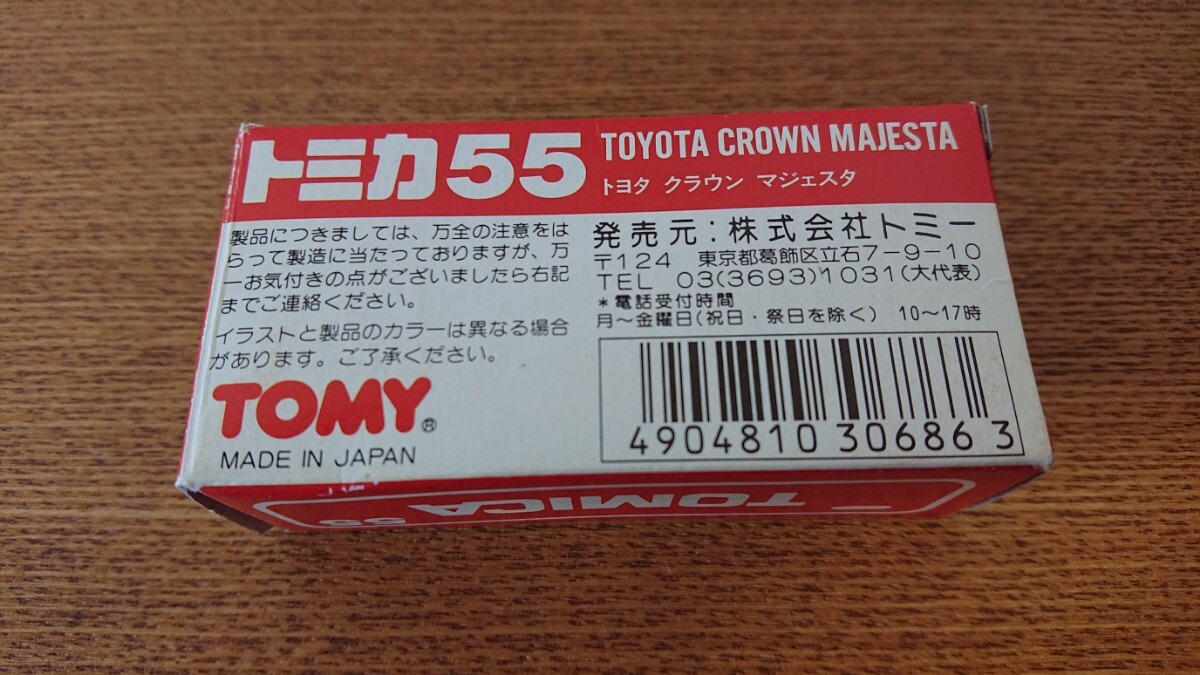 トミカ55
TOYOTA CROWN MAJESTA
トヨタ クラウン マジェスタ
製品につきましては、万全の注意をは
らって製造に当たっておりますが、万
一お気付きの点がございましたら右記
までご連絡ください。
イラストと製品のカラーは異なる場合
があります。ご了承ください。
TOMY®
MADE IN JAPAN
発売元:株式会社トミー
〒124 東京都葛飾区立石7-9-10
TEL 03(3693)1031(大代表)
*電話受付時間
月~金曜日(祝日・祭日を除く) 10~17時
4904810306863
TOMICA
55